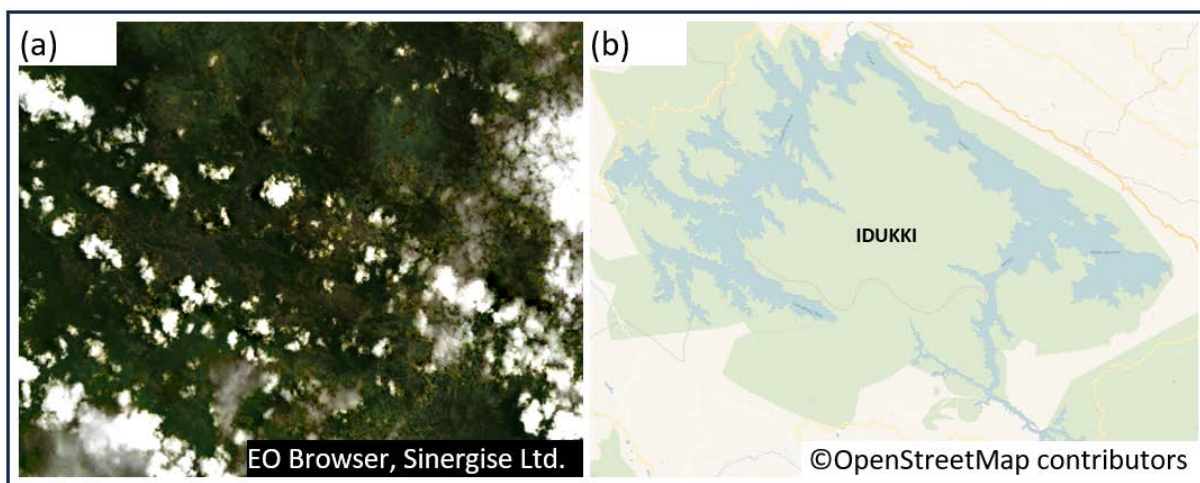 (a)
(b)
IDUKKI
EO Browser, Sinergise Ltd.
©OpenStreetMap contributors